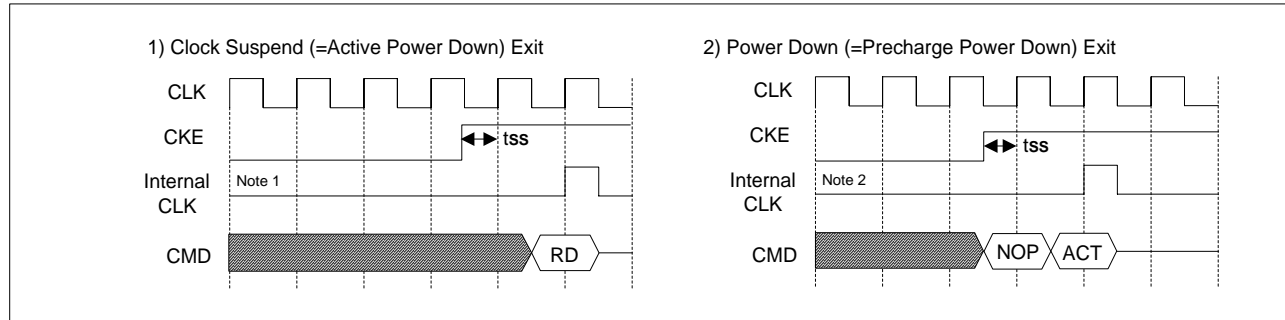 1) Clock Suspend (=Active Power Down) Exit
CLK
CKE
tss
Internal
CLK
Note 1
CMD
RD
2) Power Down (=Precharge Power Down) Exit
CLK
CKE
tss
Internal
CLK
Note 2
CMD
NOP
ACT